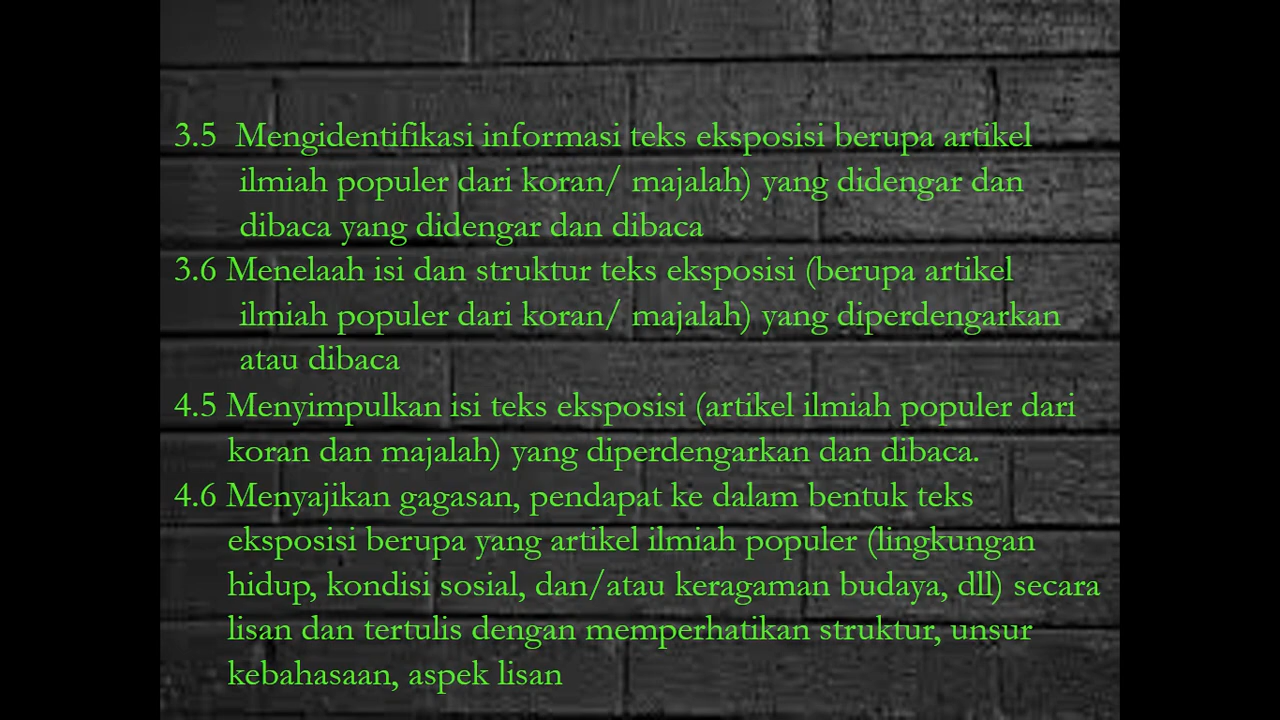 3.5 Mengidentifikasi informasi teks eksposisi berupa artikel
ilmiah populer dari koran/ majalah) yang didengar dan
dibaca yang didengar dan dibaca
3.6 Menelaah isi dan struktur teks eksposisi (berupa artikel
ilmiah populer dari koran/ majalah) yang diperdengarkan
atau dibaca
4.5 Menyimpulkan isi teks eksposisi (artikel ilmiah populer dari
koran dan majalah) yang diperdengarkan dan dibaca.
4.6 Menyajikan gagasan, pendapat ke dalam bentuk teks
eksposisi berupa yang artikel ilmiah populer (lingkungan
hidup, kondisi sosial, dan/atau keragaman budaya, dll) secara
lisan dan tertulis dengan memperhatikan struktur, unsur
kebahasaan, aspek lisan